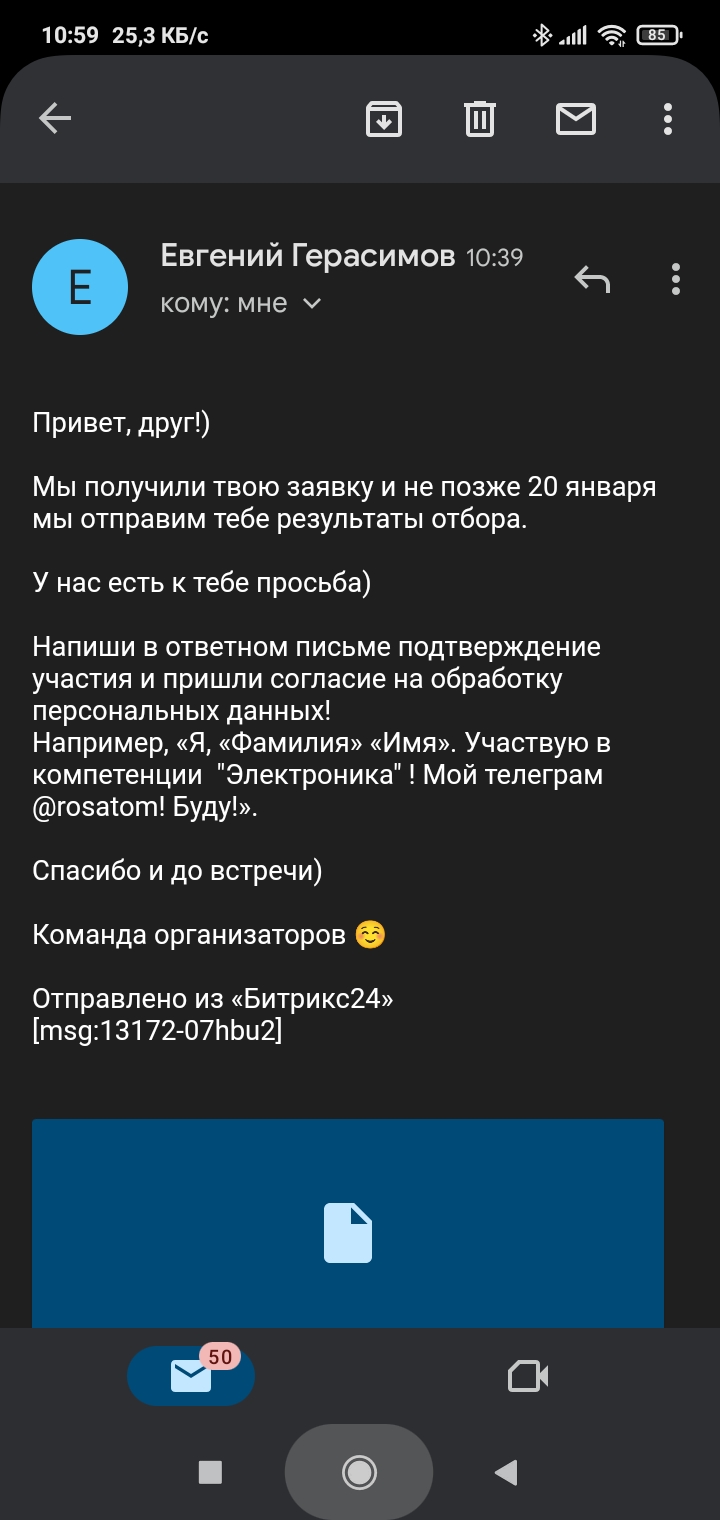 10:59 25,3 КБ/с
85
Е
Евгений Герасимов 10:39
кому: мне
Привет, друг!)
Мы получили твою заявку и не позже 20 января
мы отправим тебе результаты отбора.
У нас есть к тебе просьба)
Напиши в ответном письме подтверждение
участия и пришли согласие на обработку
персональных данных!
Например, «Я, «Фамилия» «Имя». Участвую в
компетенции  "Электроника" ! Мой телеграм
@rosatom! Буду!».
Спасибо и до встречи)
Команда организаторов ☺️
Отправлено из «Битрикс24»
[msg:13172-07hbu2]
50